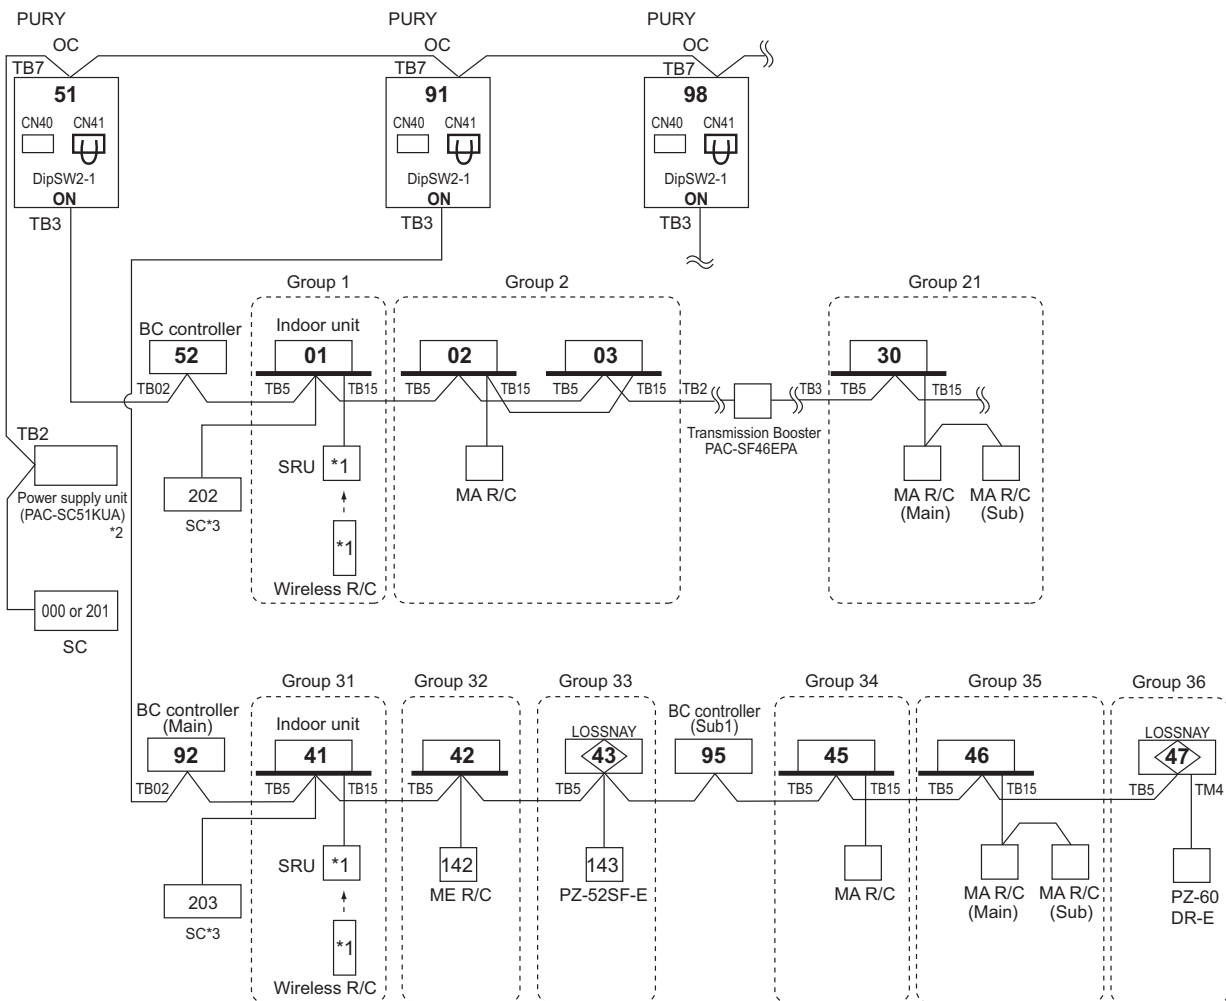 PURY
PURY
PURY
OC
OC
OC
TB7
TB7
TB7
51
91
98
CN40 CN41
CN40 CN41
CN40 CN41
DipSW2-1
DipSW2-1
DipSW2-1
ON
ON
ON
TB3
TB3
TB3
Group 1
Group 2
Group 21
BC controller
Indoor unit
52
01
02
03
30
TB02
TB5
TB15
TB5
TB15
TB5
TB15
TB2
TB3
TB5
TB15
TB2
Transmission Booster
PAC-SF46EPA
SRU
*1
202
SC*3
MA R/C
MA R/C
(Main)
MA R/C
(Sub)
Power supply unit
(PAC-SC51KUA)
*2
*1
Wireless R/C
000 or 201
SC
Group 31
Group 32
Group 33
Group 34
Group 35
Group 36
BC controller
(Main)
Indoor unit
LOSSNAY
BC controller
(Sub1)
LOSSNAY
92
41
42
43
95
45
46
47
TB02
TB5
TB15
TB5
TB5
TB5
TB15
TB5
TB15
TB5
TM4
SRU
*1
142
143
203
SC*3
ME R/C
PZ-52SF-E
MA R/C
MA R/C
(Main)
MA R/C
(Sub)
PZ-60
DR-E
*1
Wireless R/C